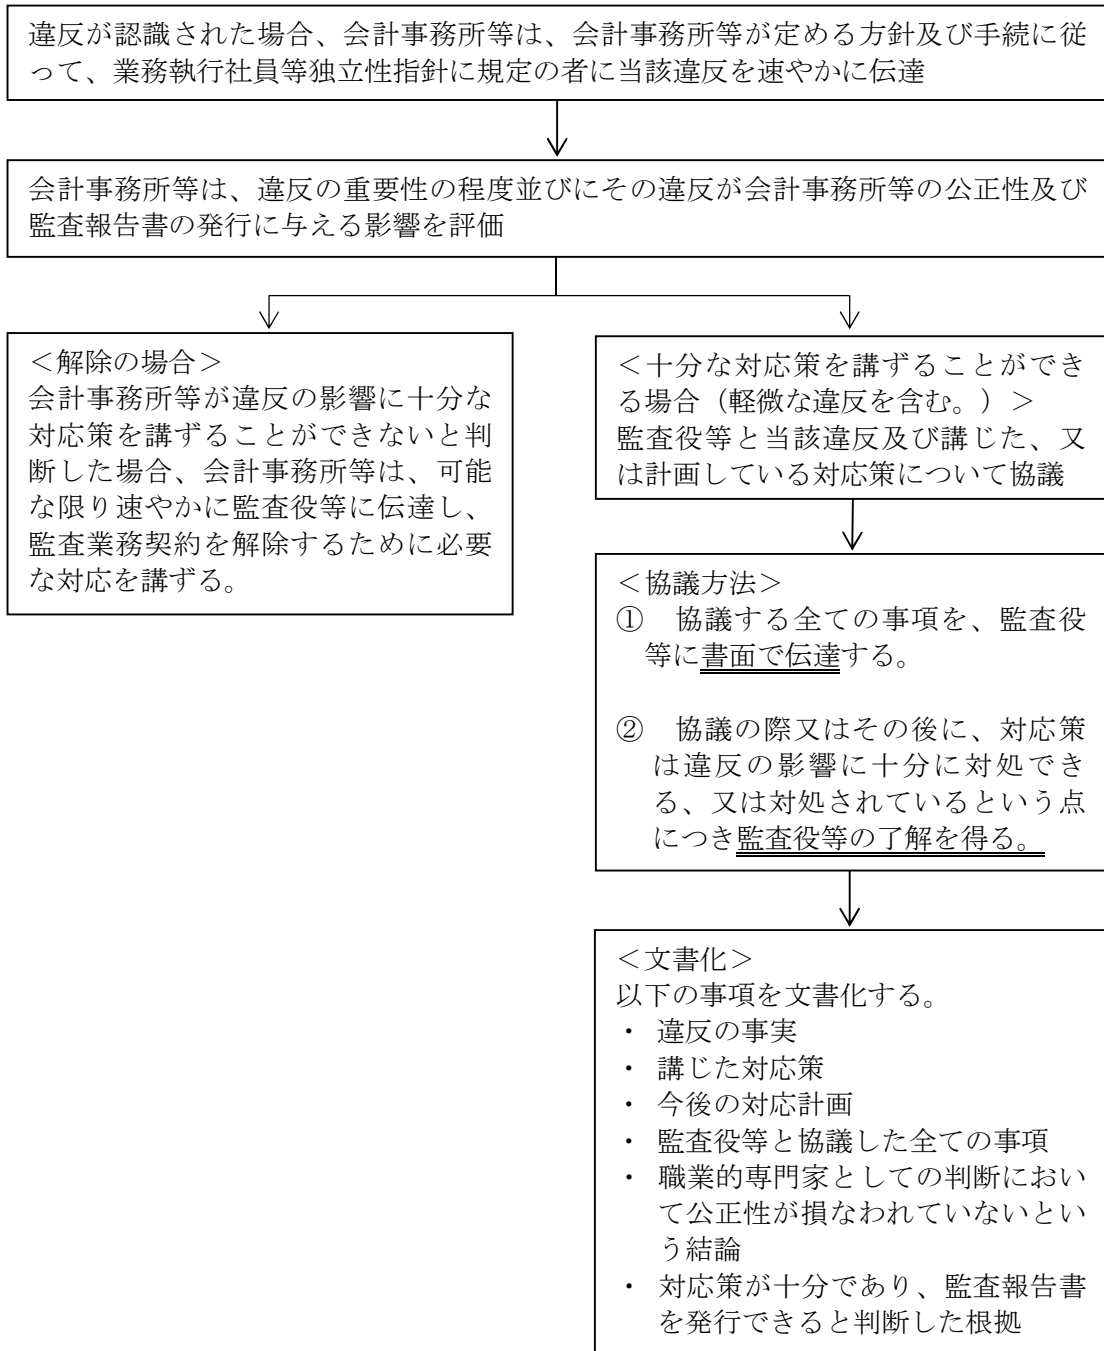 違反が認識された場合、会計事務所等は、会計事務所等が定める方針及び手続に従
って、業務執行社員等独立性指針に規定の者に当該違反を速やかに伝達
会計事務所等は、違反の重要性の程度並びにその違反が会計事務所等の公正性及び
監査報告書の発行に与える影響を評価
＜解除の場合＞
会計事務所等が違反の影響に十分な
対応策を講ずることができないと判
断した場合、会計事務所等は、可能
な限り速やかに監査役等に伝達し、
監査業務契約を解除するために必要
な対応を講ずる。
＜十分な対応策を講ずることができ
る場合（軽微な違反を含む。）＞
監査役等と当該違反及び講じた、又
は計画している対応策について協議
＜協議方法＞
①　協議する全ての事項を、監査役
等に書面で伝達する。
②　協議の際又はその後に、対応策
は違反の影響に十分に対処でき
る、又は対処されているという点
につき監査役等の了解を得る。
＜文書化＞
以下の事項を文書化する。
・ 違反の事実
・ 講じた対応策
・ 今後の対応計画
・ 監査役等と協議した全ての事項
・ 職業的専門家としての判断におい
て公正性が損なわれていないとい
う結論
・ 対応策が十分であり、監査報告書
を発行できると判断した根拠